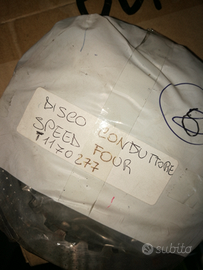 DISCO CONDUTTORE
SPEED FOUR
T1170277
subito